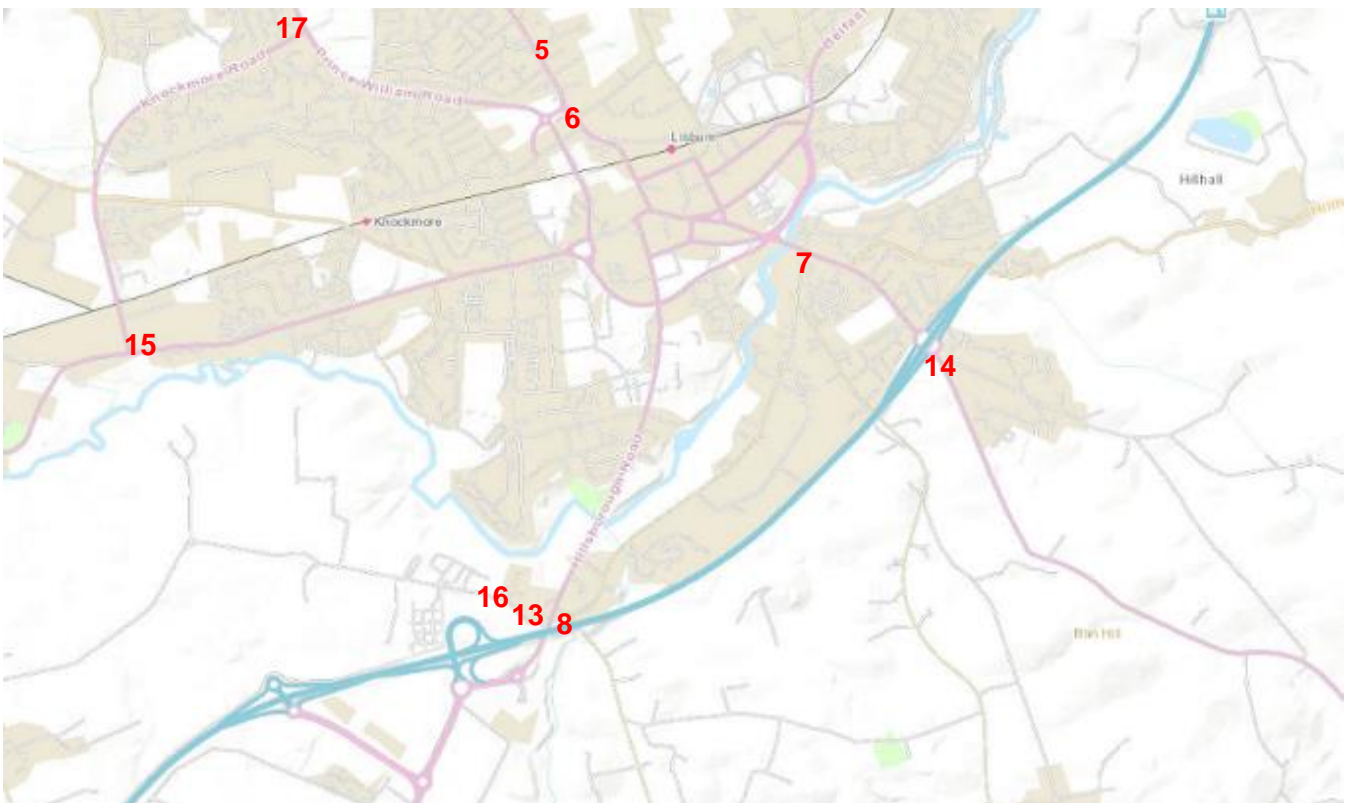 17
5
Knockmore Road
Prince William Road
Belfast
6
Lisburn
Hillhall
Knockmore
7
15
14
Hillsborough Road
16
13
8